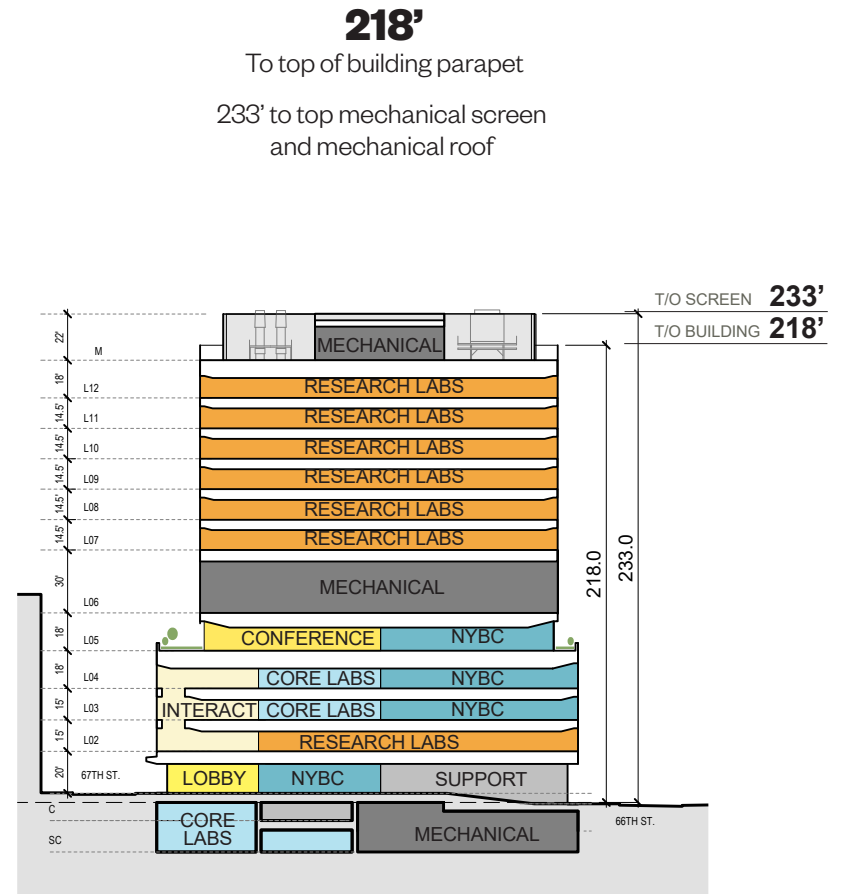 218’
To top of building parapet
233’ to top mechanical screen
and mechanical roof
T/O SCREEN 233’
T/O BUILDING 218’
22'
M
MECHANICAL
18'
L12
RESEARCH LABS
14.5'
L11
RESEARCH LABS
14.5'
L10
RESEARCH LABS
14.5'
L09
RESEARCH LABS
14.5'
L08
RESEARCH LABS
14.5'
L07
RESEARCH LABS
30'
L06
MECHANICAL
218.0
233.0
18'
L05
CONFERENCE NYBC
18'
L04
CORE LABS NYBC
15'
L03
INTERACT CORE LABS NYBC
15'
L02
RESEARCH LABS
20'
67TH ST.
LOBBY NYBC SUPPORT
C
66TH ST.
SC
CORE
LABS
MECHANICAL